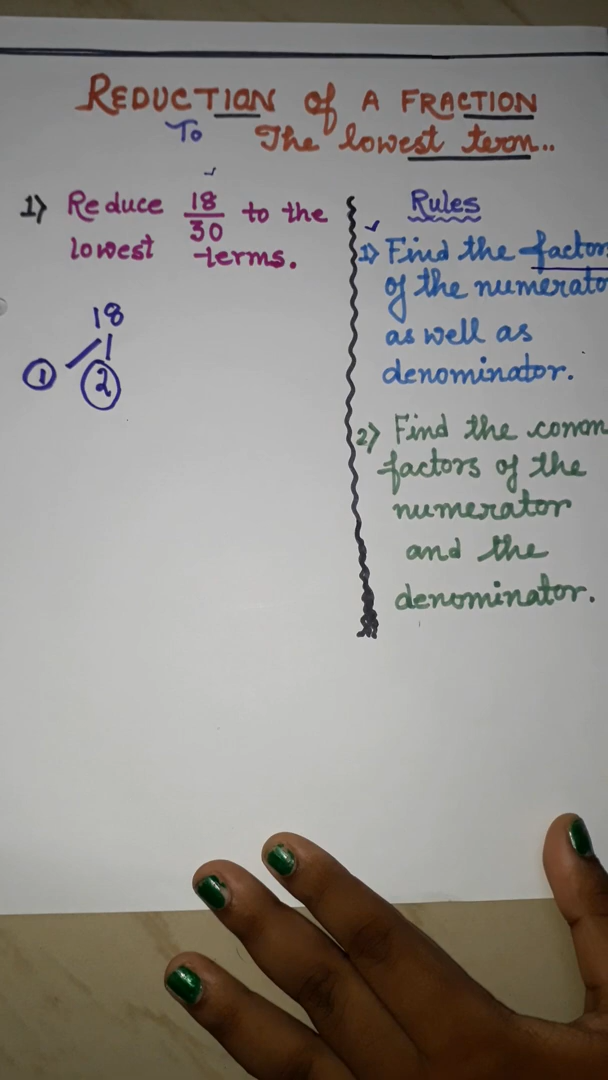 REDUCTION of A FRACTION
To The lowest term..
1) Reduce 18/30 to the
lowest terms.
18
1 2
Rules
1) Find the factors
of the
as well as
denominator.
2) Find the
factors of the
numerator
and the
denominator.